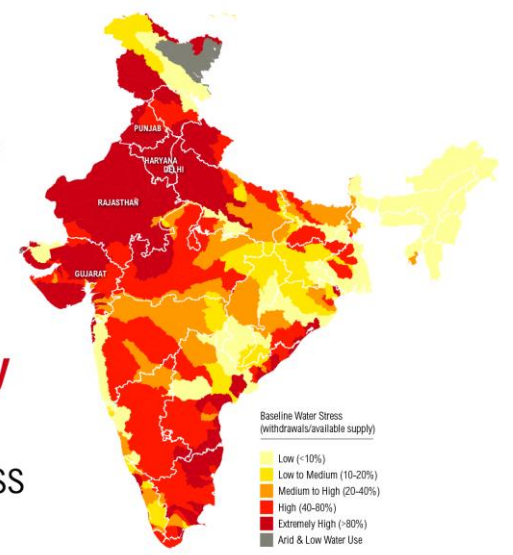 PUNJAB
HARYANA
DELHI
RAJASTHAN
GUJARAT
Baseline Water Stress
(withdrawals/available supply)
Low (<10%)
Low to Medium (10-20%)
Medium to High (20-40%)
High (40-80%)
Extremely High (>80%)
Arid & Low Water Use